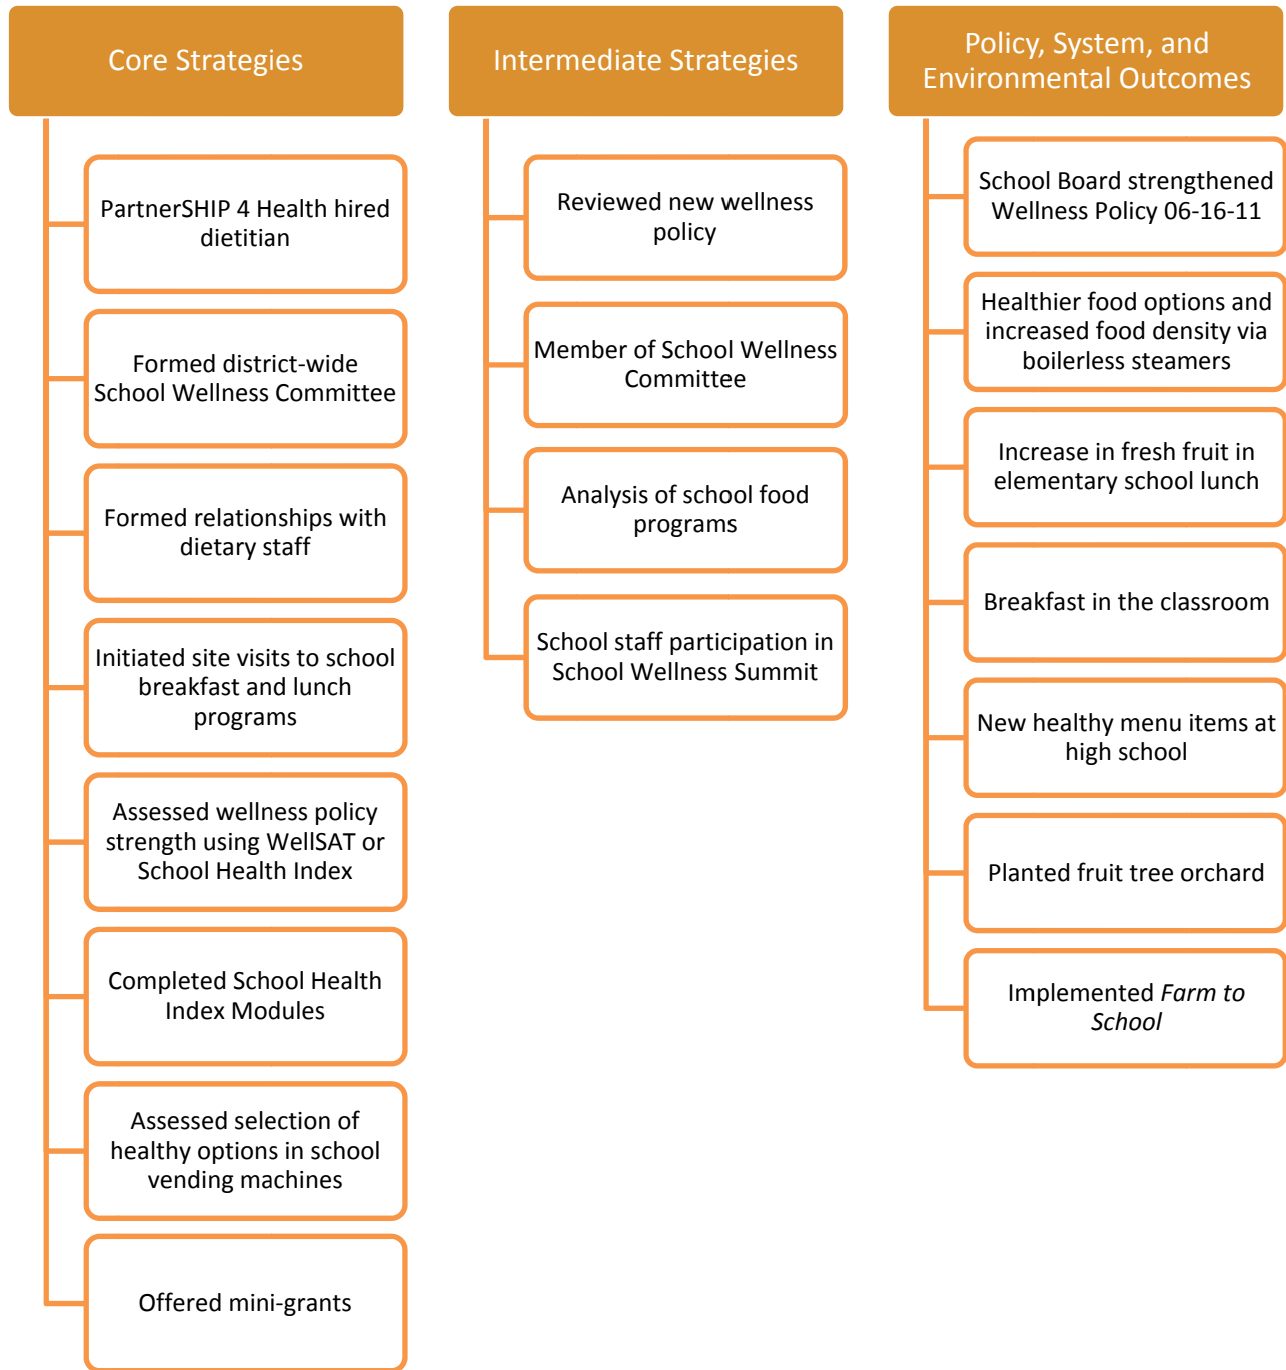 Core Strategies
PartnerSHIP 4 Health hired
dietitian
Formed district-wide
School Wellness Committee
Formed relationships with
dietary staff
Initiated site visits to school
breakfast and lunch
programs
Assessed wellness policy
strength using WellSAT or
School Health Index
Completed School Health
Index Modules
Assessed selection of
healthy options in school
vending machines
Offered mini-grants
Intermediate Strategies
Reviewed new wellness
policy
Member of School Wellness
Committee
Analysis of school food
programs
School staff participation in
School Wellness Summit
Policy, System, and
Environmental Outcomes
School Board strengthened
Wellness Policy 06-16-11
Healthier food options and
increased food density via
boilerless steamers
Increase in fresh fruit in
elementary school lunch
Breakfast in the classroom
New healthy menu items at
high school
Planted fruit tree orchard
Implemented Farm to
School